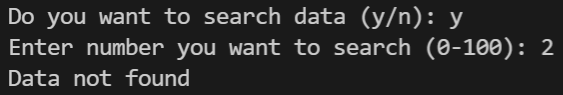 Do you want to search data (y/n): y
Enter number you want to search (0-100): 2
Data not found